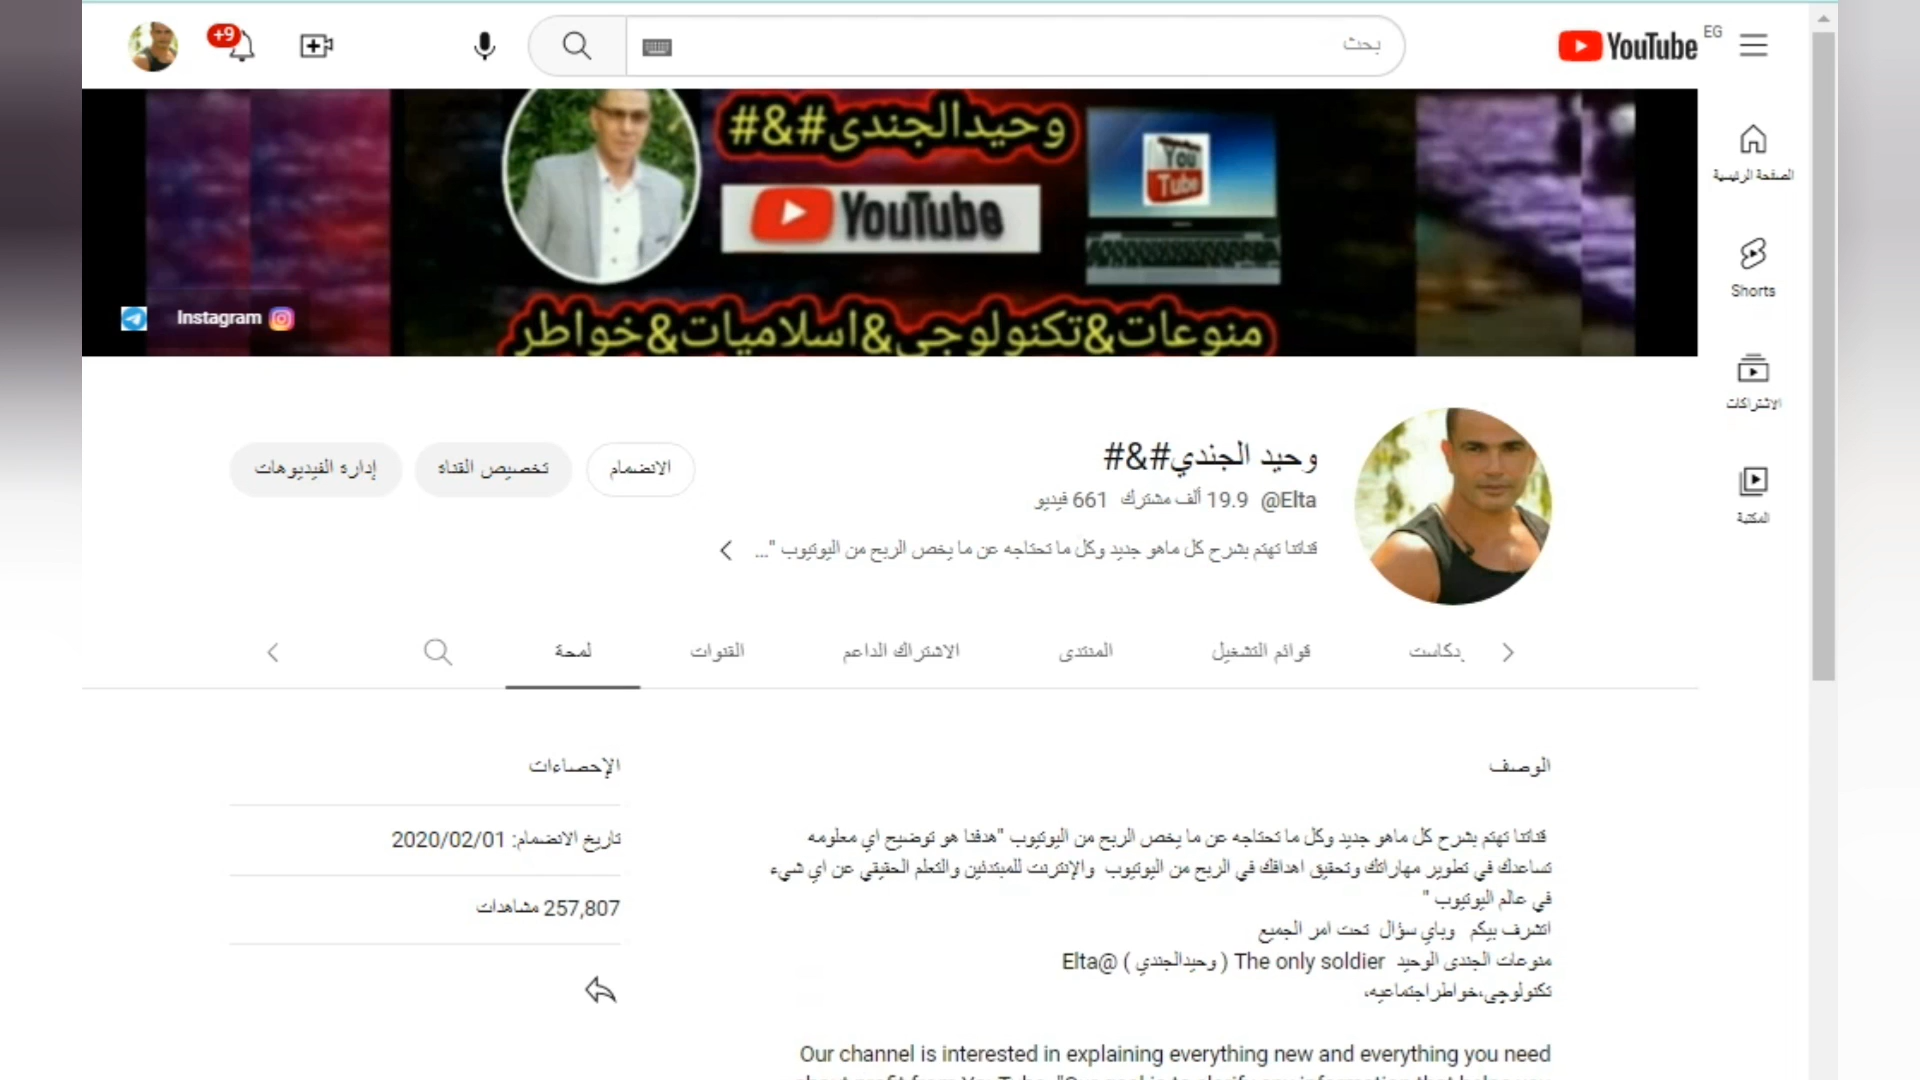 YouTube EG
بحث
+9
وحيدالجندى#&#
You
Tube
YouTube
منوعات&تكنولوجى&اسلاميات&خواطر
Instagram
الصفحة الرئيسية
Shorts
الاشتراكات
المكتبة
وحيد الجندي#&#
@Elta 19.9 ألف مشترك 661 فيديو
قناتنا تهتم بشرح كل ماهو جديد وكل ما تحتاجه عن ما يخص الربح من اليوتيوب "...
الانضمام
تخصيص القناة
إدارة الفيديوهات
دكاست
قوائم التشغيل
المنتدى
الاشتراك الداعم
القنوات
لمحة
الوصف
قناتنا تهتم بشرح كل ماهو جديد وكل ما تحتاجه عن ما يخص الربح من اليوتيوب "هدفنا هو توضيح اي معلومه
تساعدك في تطوير مهاراتك وتحقيق اهدافك في الربح من اليوتيوب والإنترنت للمبتدئين والتعلم الحقيقي عن اي شيء
في عالم اليوتيوب "
اتشرف بيكم وباي سؤال تحت امر الجميع
منوعات الجندى الوحيد The only soldier ( وحيدالجندي ) @Elta
تكنولوجى،خواطراجتماعيه،
Our channel is interested in explaining everything new and everything you need
الإحصاءات
تاريخ الانضمام: 2020/02/01
257,807 مشاهدات